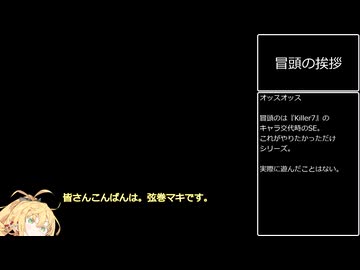 冒頭の挨拶
オッスオッス
冒頭のは『Killer7』の
キャラ交代時のSE。
これがやりたかっただけ
シリーズ。
実際に遊んだことはない。
皆さんこんばんは。弦巻マキです。